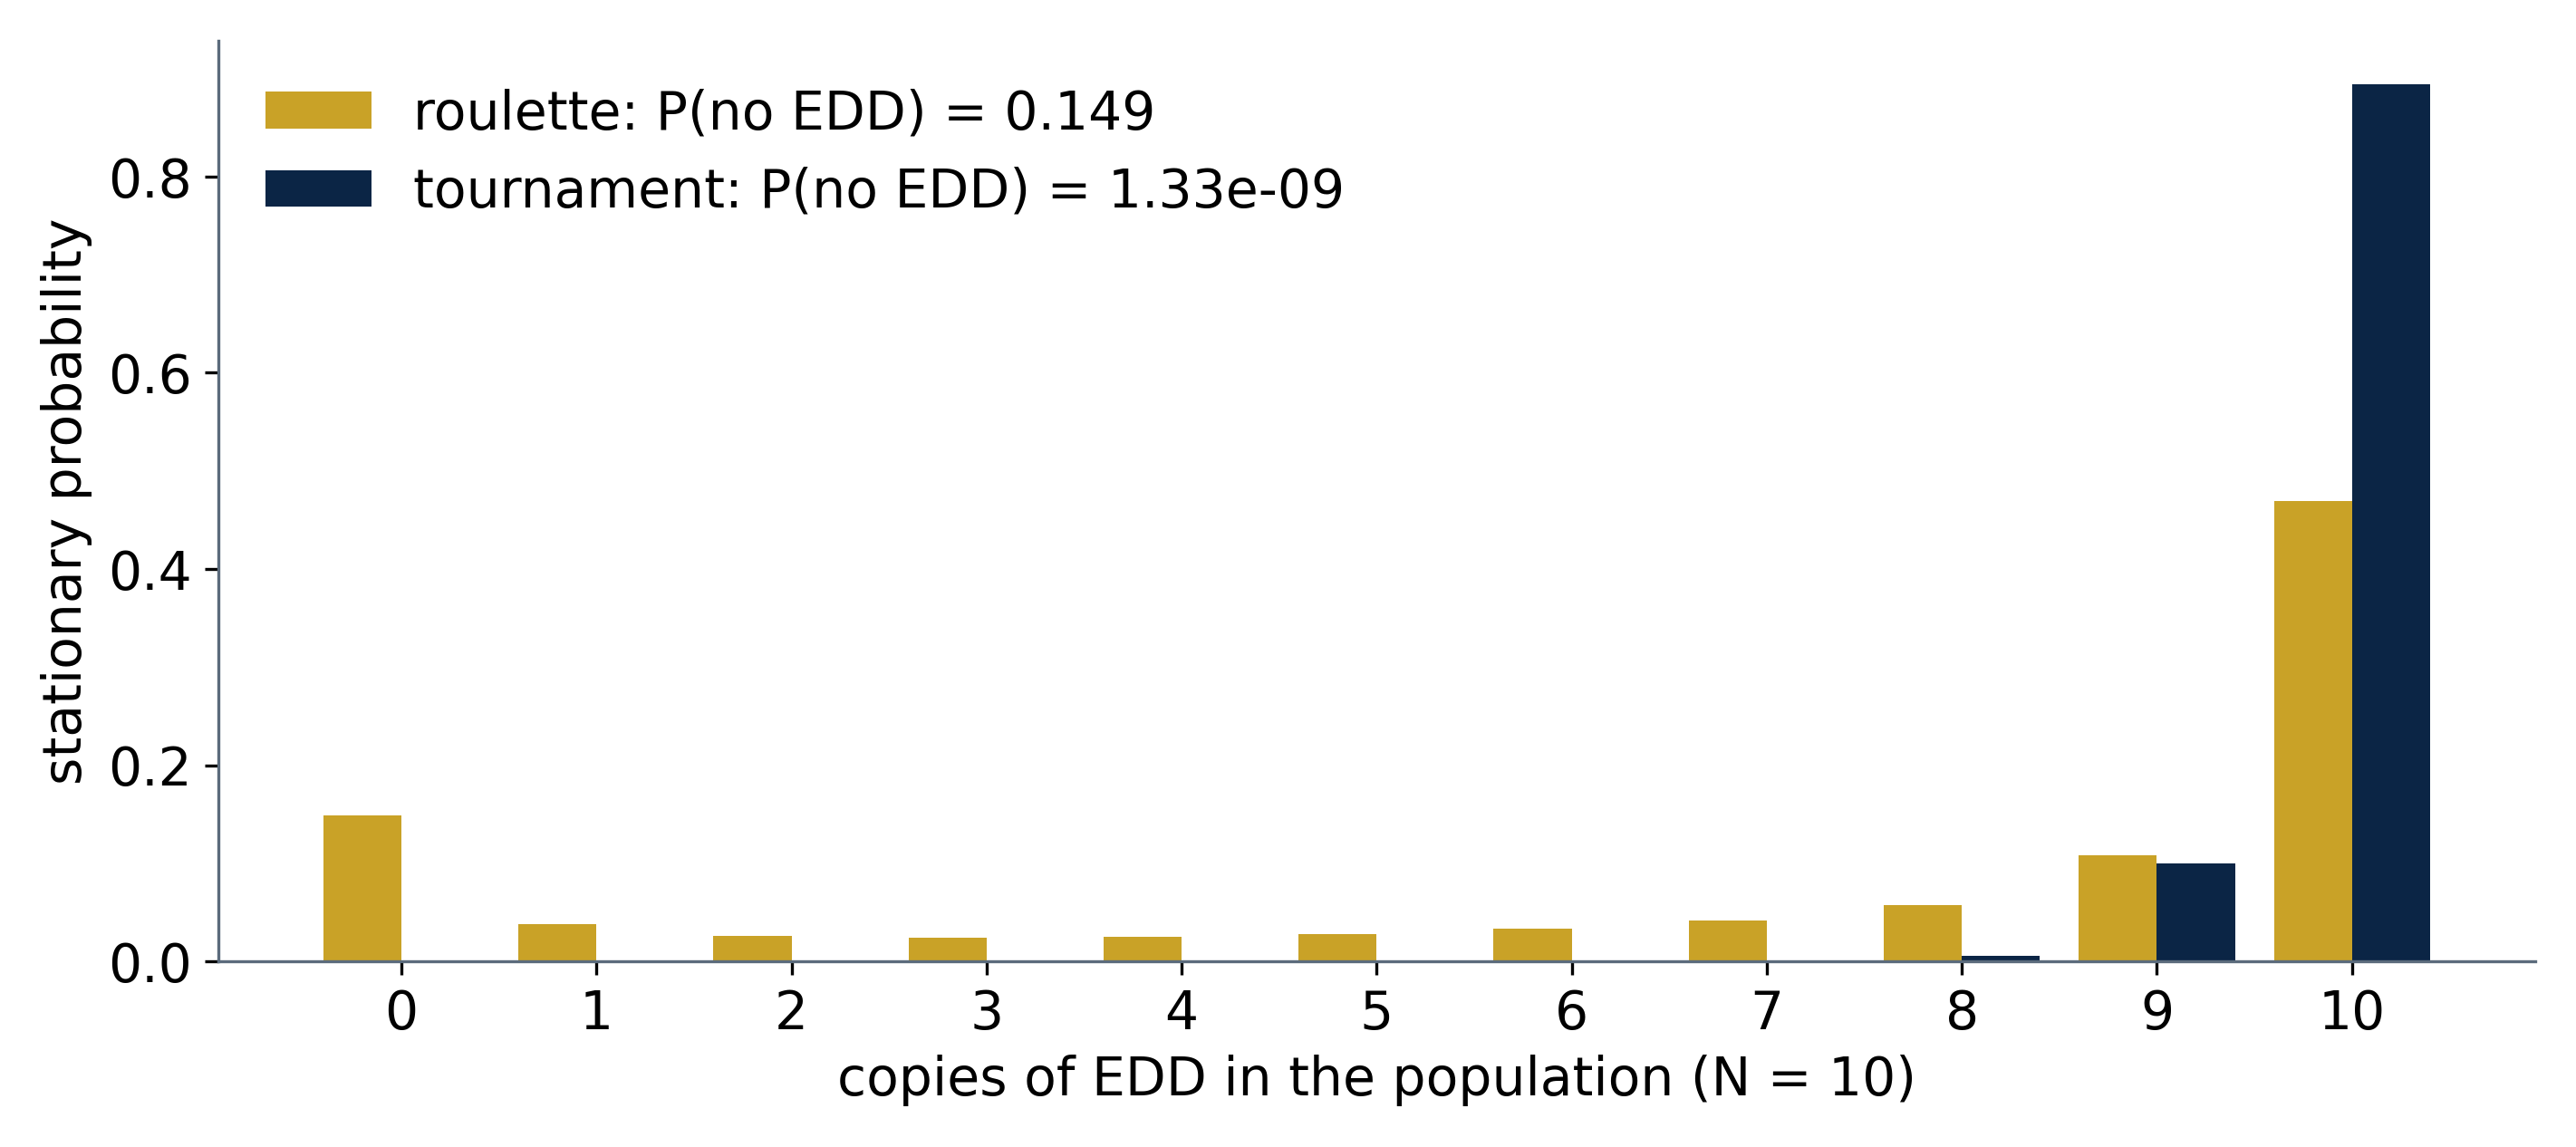 roulette: P(no EDD) = 0.149
tournament: P(no EDD) = 1.33e-09
stationary probability
0.8
0.6
0.4
0.2
0.0
0 1 2 3 4 5 6 7 8 9 10
copies of EDD in the population (N = 10)